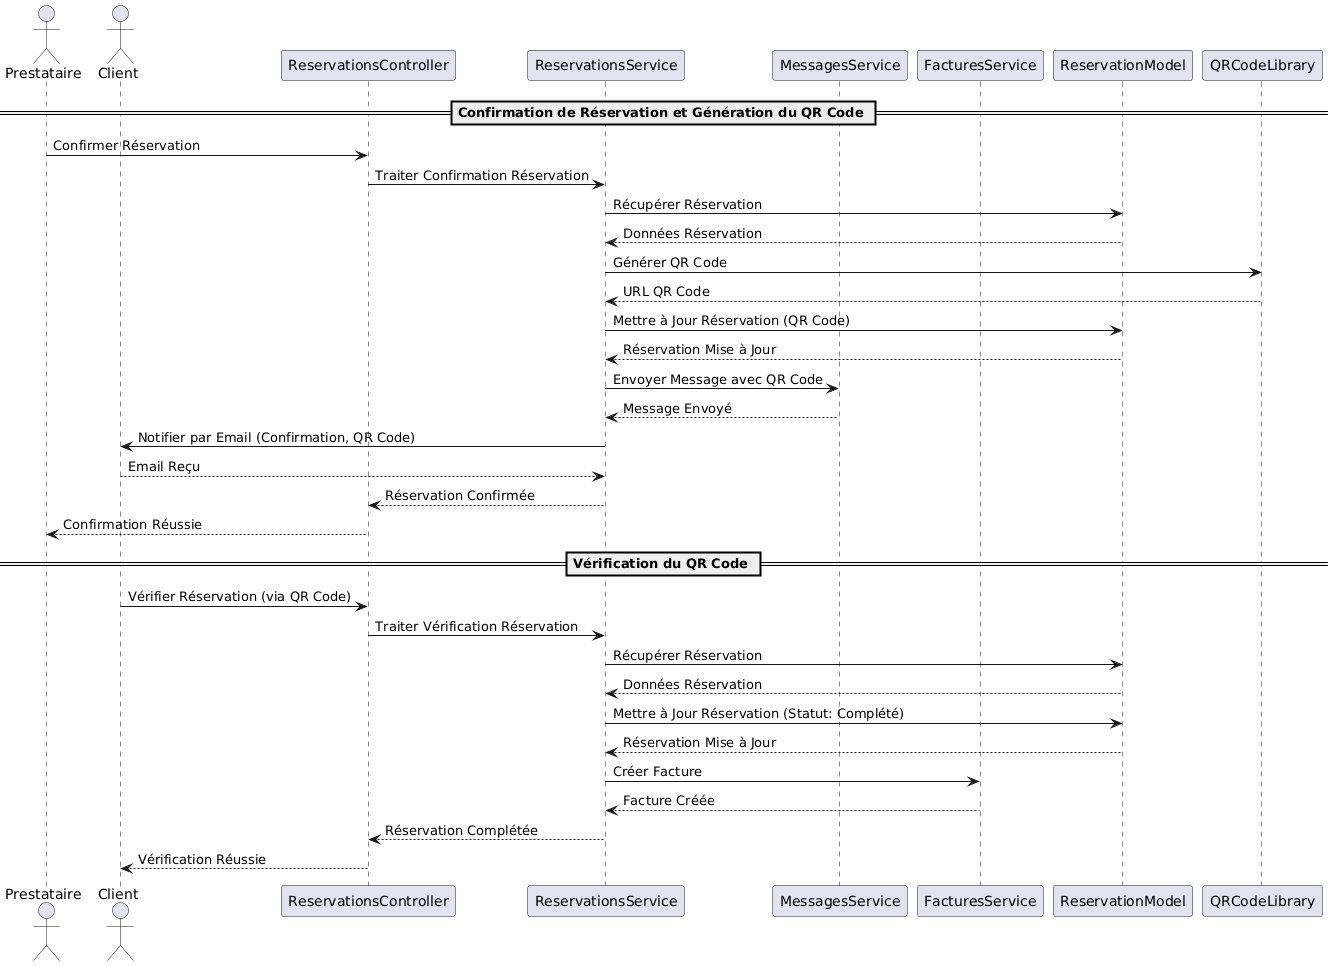 Prestataire Client ReservationsController ReservationsService MessagesService FacturesService ReservationModel QRCodeLibrary
Confirmation de Réservation et Génération du QR Code
Confirmer Réservation
Traiter Confirmation Réservation
Récupérer Réservation
Données Réservation
Générer QR Code
URL QR Code
Mettre à Jour Réservation (QR Code)
Réservation Mise à Jour
Envoyer Message avec QR Code
Message Envoyé
Notifier par Email (Confirmation, QR Code)
Email Reçu
Réservation Confirmée
Confirmation Réussie
Vérification du QR Code
Vérifier Réservation (via QR Code)
Traiter Vérification Réservation
Récupérer Réservation
Données Réservation
Mettre à Jour Réservation (Statut: Complété)
Réservation Mise à Jour
Créer Facture
Facture Créée
Réservation Complétée
Vérification Réussie
Prestataire Client ReservationsController ReservationsService MessagesService FacturesService ReservationModel QRCodeLibrary